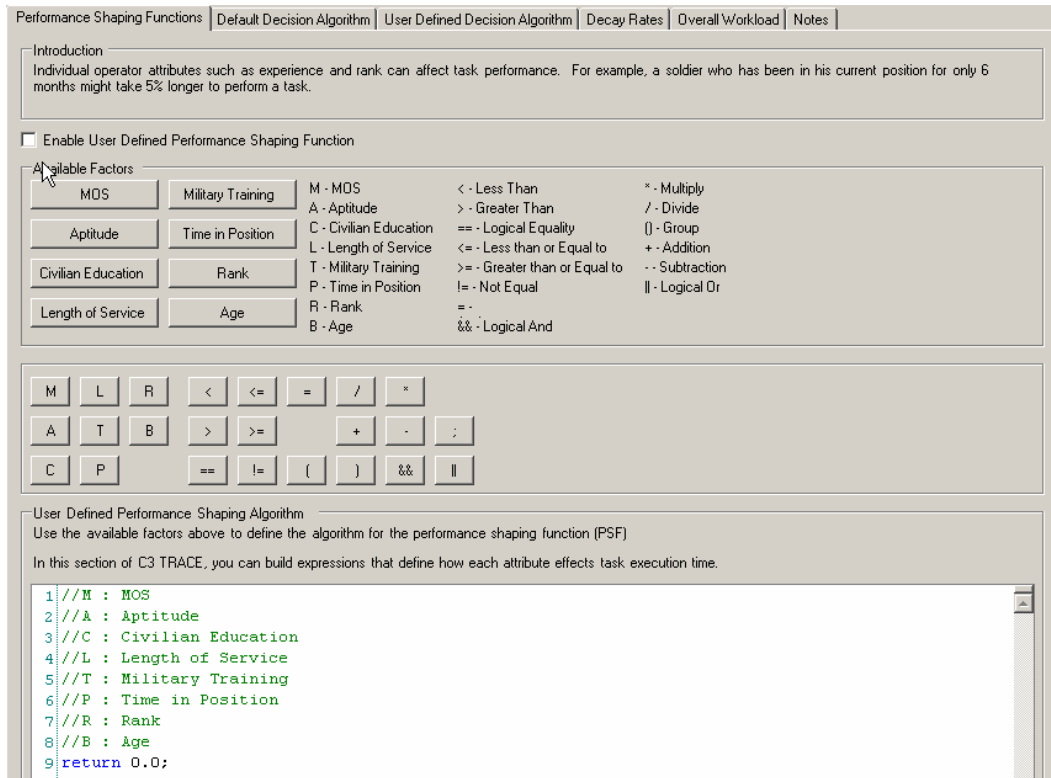 Performance Shaping Functions Default Decision Algorithm User Defined Decision Algorithm Decay Rates Overall Workload Notes
Introduction
Individual operator attributes such as experience and rank can affect task performance. For example, a soldier who has been in his current position for only 6
months might take 5% longer to perform a task.
Enable User Defined Performance Shaping Function
Available Factors
MOS Military Training
Aptitude Time in Position
Civilian Education Rank
Length of Service Age
M - MOS
A - Aptitude
C - Civilian Education
L - Length of Service
T - Military Training
P - Time in Position
R - Rank
B - Age
< - Less Than
> - Greater Than
== - Logical Equality
<= - Less than or Equal to
>= - Greater than or Equal to
!= - Not Equal
= -
&& - Logical And
* - Multiply
/ - Divide
() - Group
+ - Addition
- - Subtraction
|| - Logical Or
M L R < <= = / *
A T B > >= + - ;
C P == != ( ) && ||
User Defined Performance Shaping Algorithm
Use the available factors above to define the algorithm for the performance shaping function (PSF)
In this section of C3 TRACE, you can build expressions that define how each attribute effects task execution time.
1 //M : MOS
2 //A : Aptitude
3 //C : Civilian Education
4 //L : Length of Service
5 //T : Military Training
6 //P : Time in Position
7 //R : Rank
8 //B : Age
9 return 0.0;